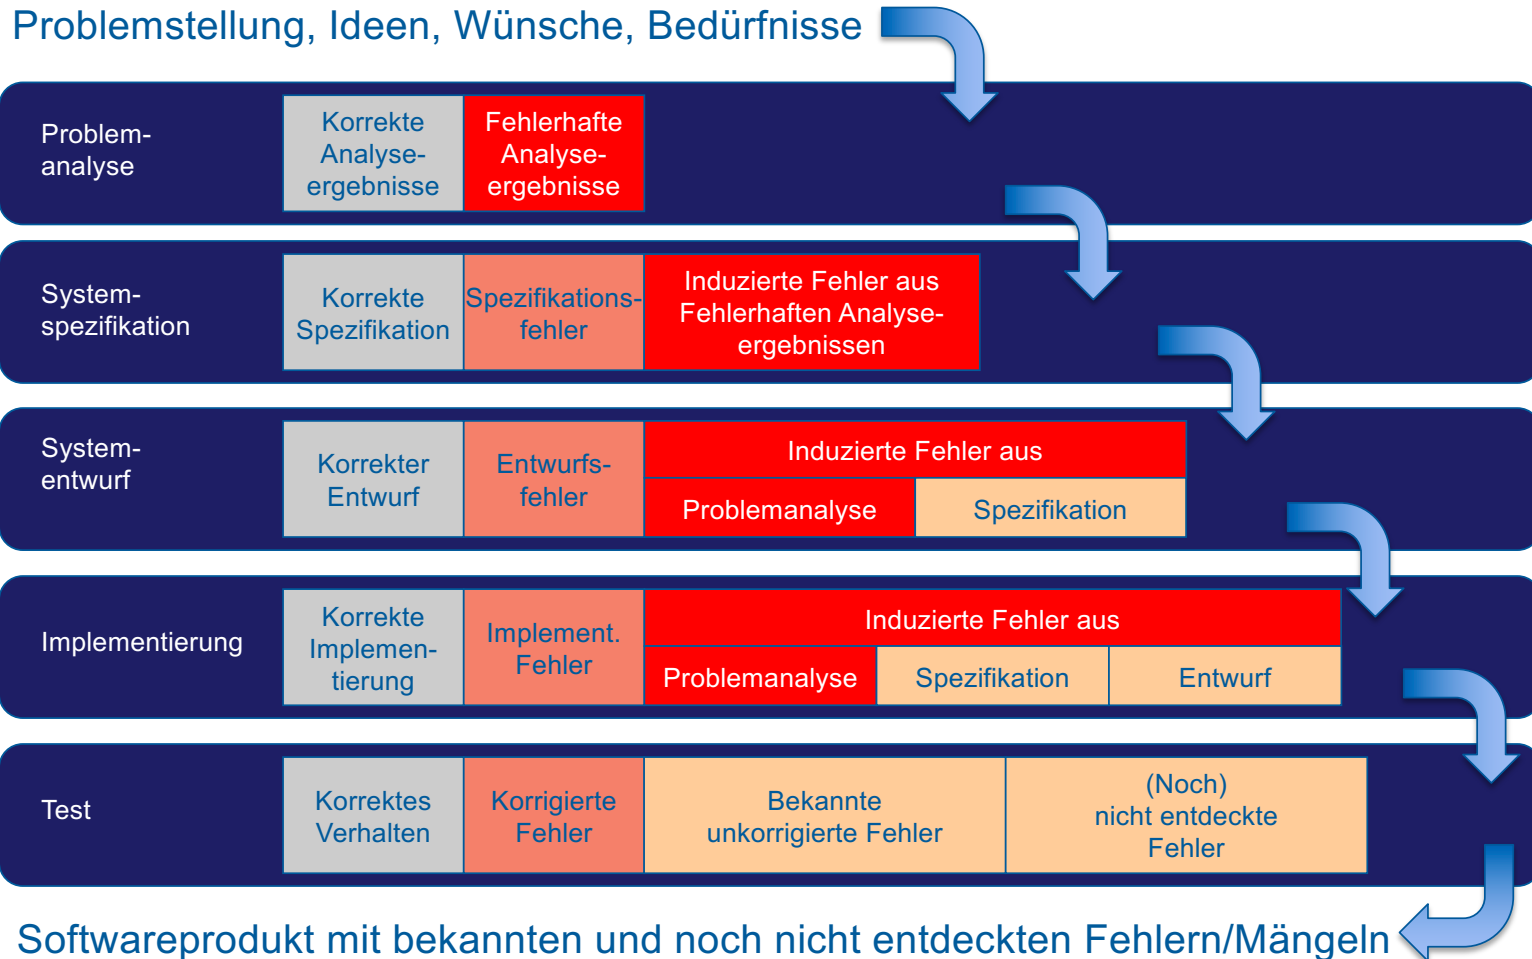 Problemstellung, Ideen, Wünsche, Bedürfnisse
Problem-
analyse
Korrekte
Analyse-
ergebnisse
Fehlerhafte
Analyse-
ergebnisse
System-
spezifikation
Korrekte
Spezifikation
Spezifikations-
fehler
Induzierte Fehler aus
Fehlerhaften Analyse-
ergebnissen
System-
entwurf
Korrekter
Entwurf
Entwurfs-
fehler
Induzierte Fehler aus
Problemanalyse
Spezifikation
Implementierung
Korrekte
Implemen-
tierung
Implement.
Fehler
Induzierte Fehler aus
Problemanalyse
Spezifikation
Entwurf
Test
Korrektes
Verhalten
Korrigierte
Fehler
Bekannte
unkorrigierte Fehler
(Noch)
nicht entdeckte
Fehler
Softwareprodukt mit bekannten und noch nicht entdeckten Fehlern/Mängeln